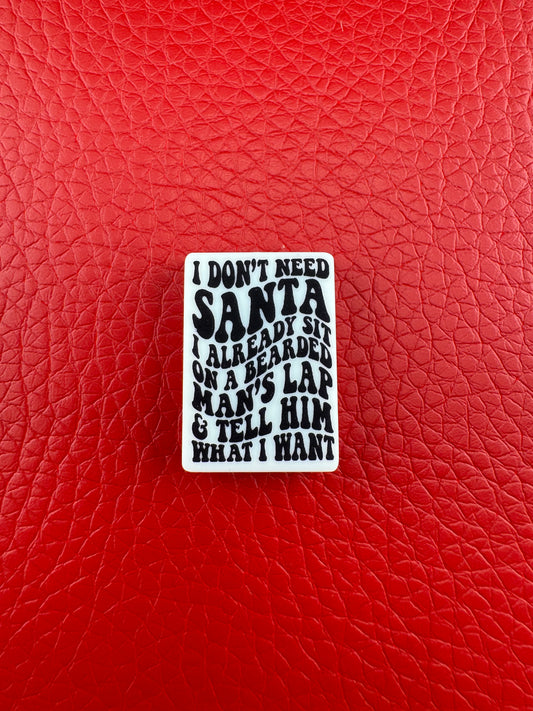 I DON'T NEED
SANTA
I ALREADY SIT
ON A BEARDED
MAN'S LAP
& TELL HIM
WHAT I WANT